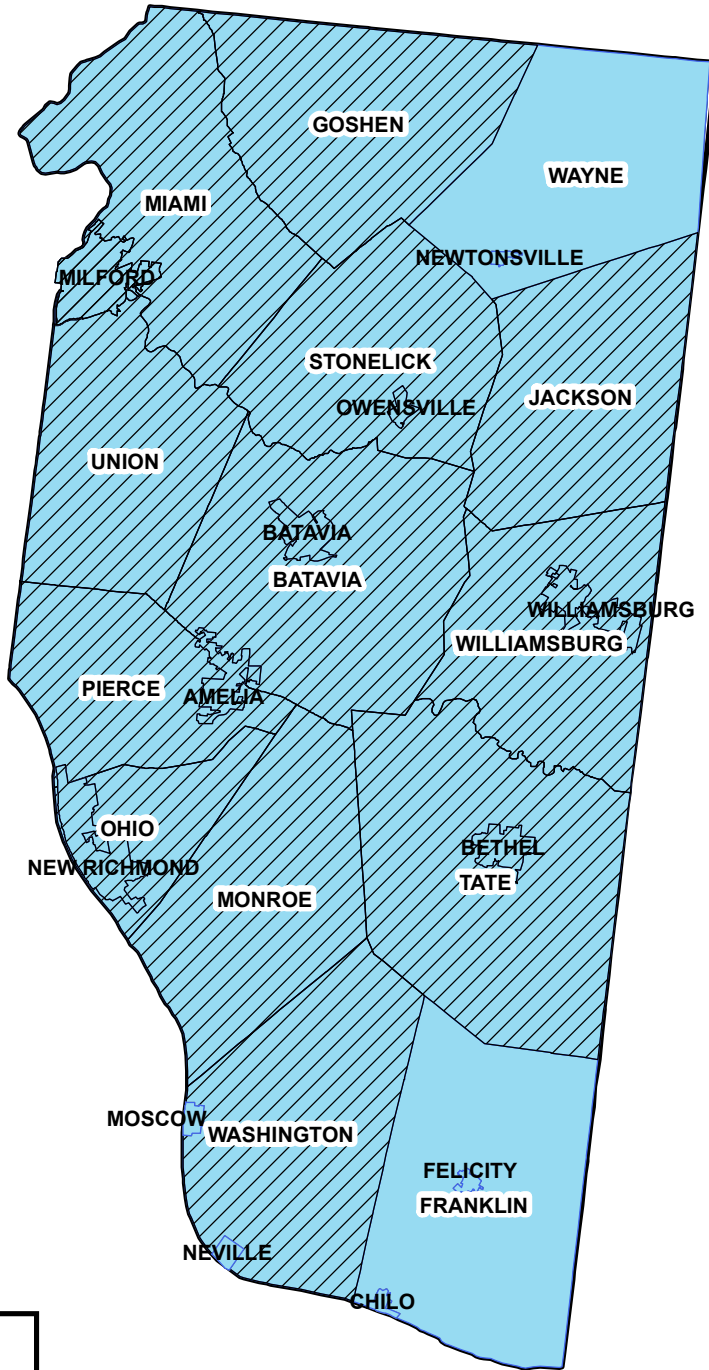 GOSHEN
WAYNE
MIAMI
NEWTONSVILLE
MILFORD
STONELICK
JACKSON
OWENSVILLE
UNION
BATAVIA
BATAVIA
WILLIAMSBURG
WILLIAMSBURG
PIERCE
AMELIA
OHIO
BETHEL
NEW RICHMOND
TATE
MONROE
MOSCOW
WASHINGTON
FELICITY
FRANKLIN
NEVILLE
CHILO